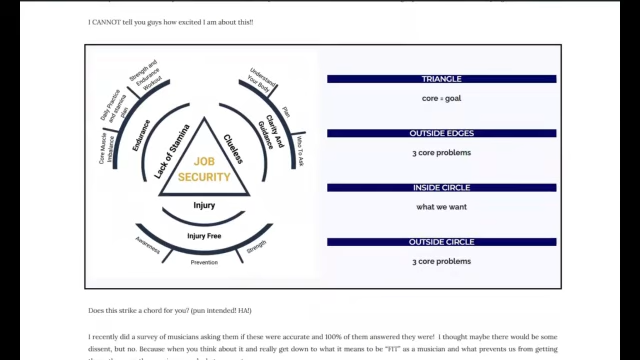 I CANNOT tell you guys how excited I am about this!!
Strength and
Endurance
Workout
Daily Practice
and stamina
plan
Core Muscle
Imbalance
Endurance
Lack of Stamina
Understand
Your Body
Plan
Who To Ask
Clarity And
Guidance
Clueless
JOB
SECURITY
Injury
Injury Free
Awareness
Prevention
Strength
TRIANGLE
core = goal
OUTSIDE EDGES
3 core problems
INSIDE CIRCLE
what we want
OUTSIDE CIRCLE
3 core problems
Does this strike a chord for you? (pun intended! HA!)
I recently did a survey of musicians asking them if these were accurate and 100% of them answered they were! I thought maybe there would be some
dissent, but no. Because when you think about it and really get down to what it means to be "FIT" as a musician and what prevents us from getting